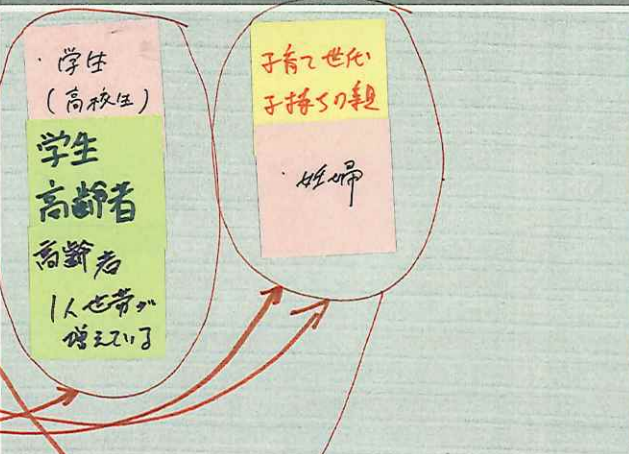 ・学生
(高校生)
学生
高齢者
高齢者
1人世帯が
増えている
子育て世代
子持ちの親
・妊婦